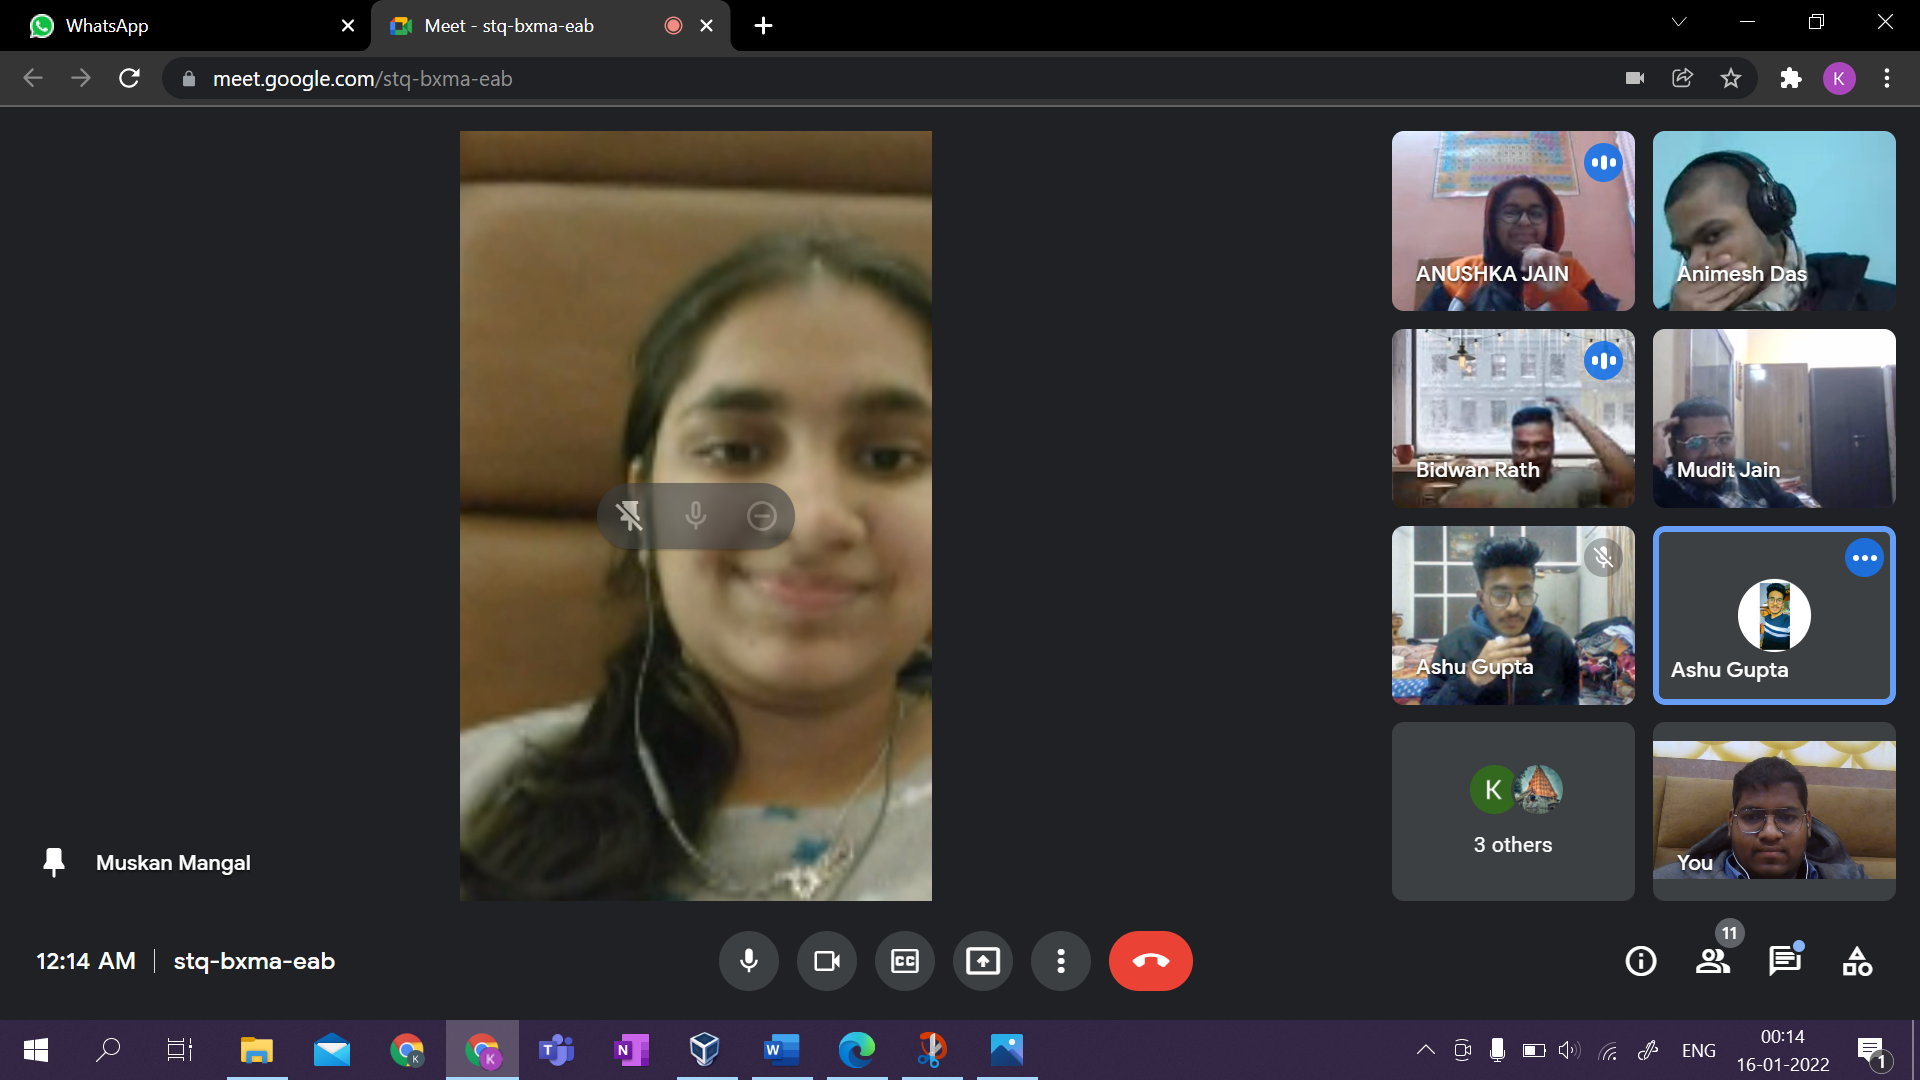 WhatsApp
Meet - stq-bxma-eab
meet.google.com/stq-bxma-eab
K
ANUSHKA JAIN
Animesh Das
Bidwan Rath
Mudit Jain
Ashu Gupta
Ashu Gupta
K
3 others
You
Muskan Mangal
12:14 AM
stq-bxma-eab
CC
11
K
K
T
N
W
ENG
00:14
16-01-2022
1